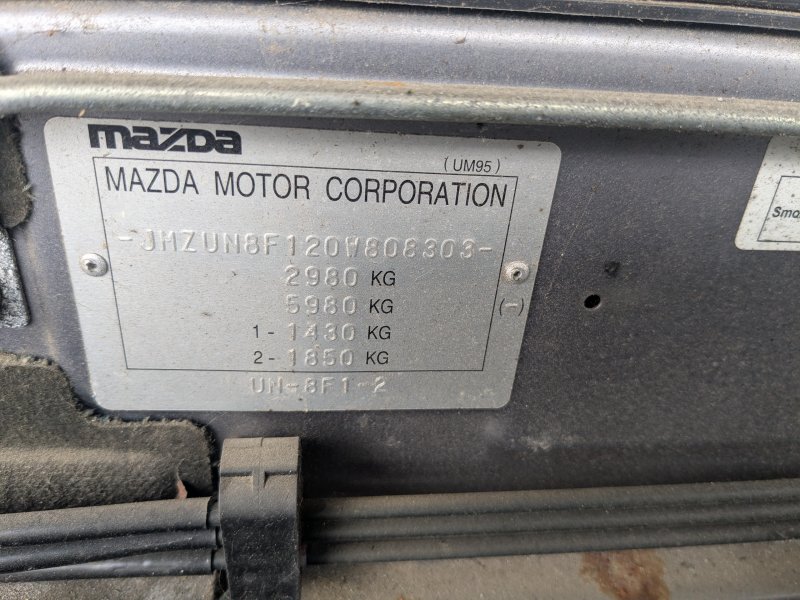 mazda
(UM95)
MAZDA MOTOR CORPORATION
-JMZUN8F120W808303-
2980 KG
5980 KG (-)
1- 1430 KG
2- 1850 KG
UN-8F1-2